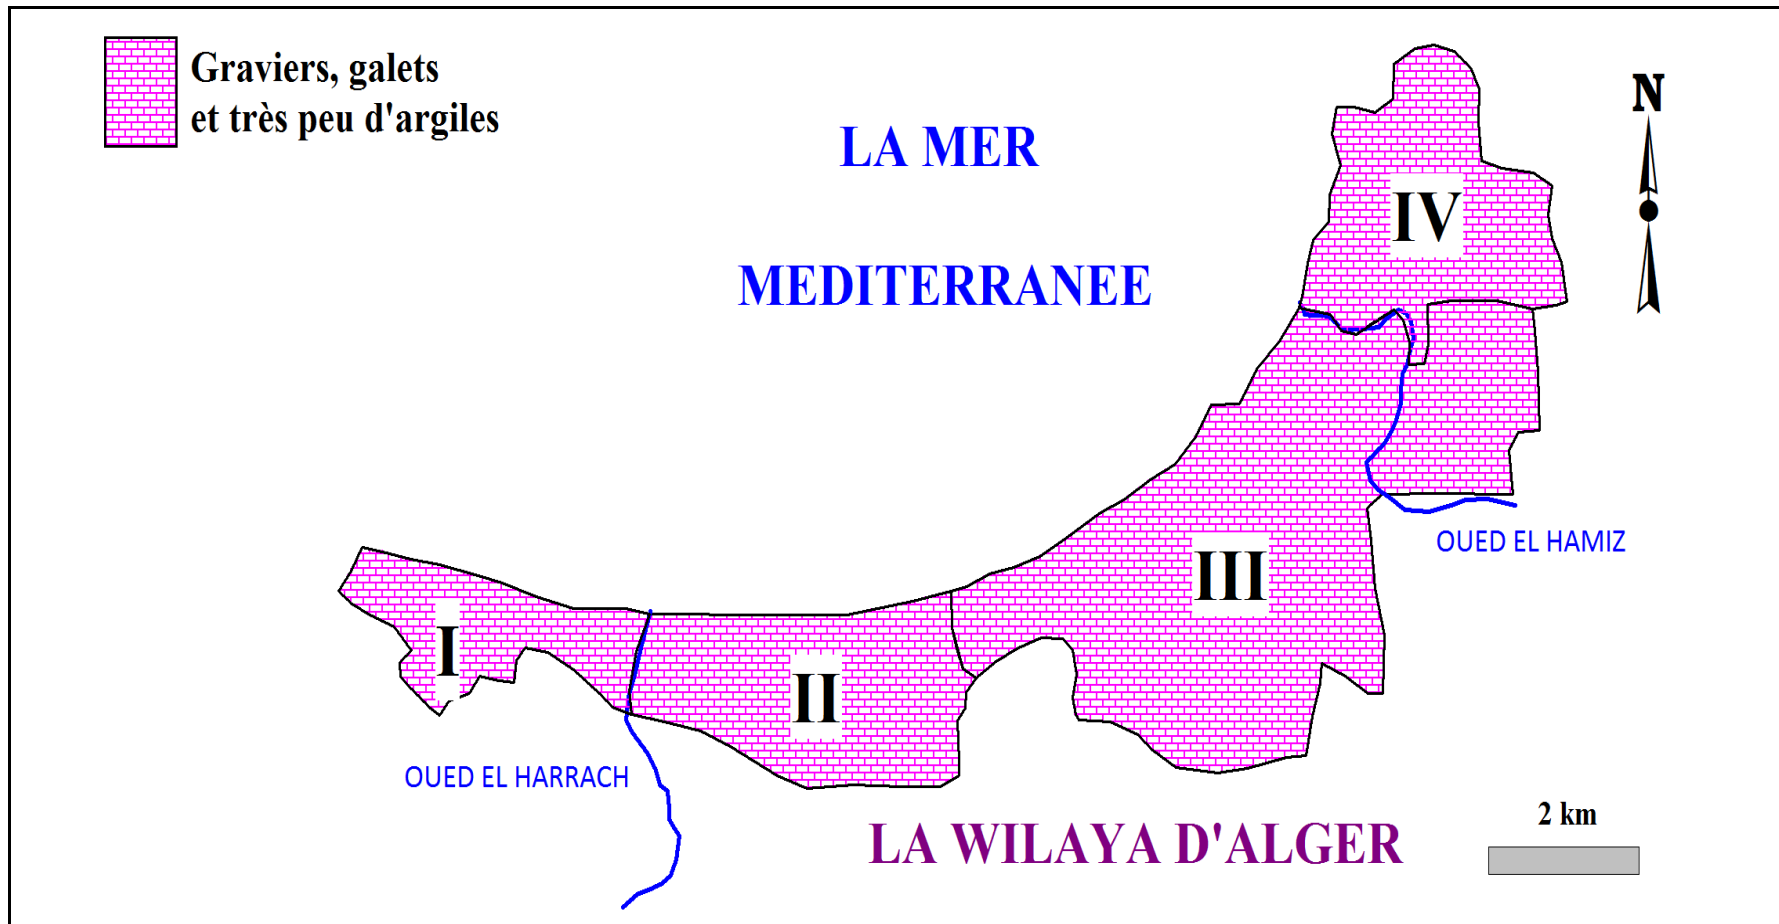 Graviers, galets
et très peu d'argiles
LA MER
MEDITERRANEE
N
IV
III
OUED EL HAMIZ
I
II
OUED EL HARRACH
LA WILAYA D'ALGER
2 km